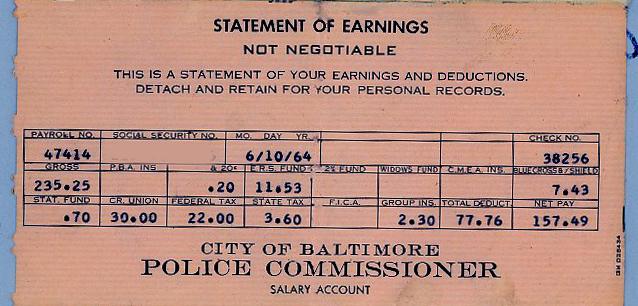 STATEMENT OF EARNINGS
NOT NEGOTIABLE
THIS IS A STATEMENT OF YOUR EARNINGS AND DEDUCTIONS.
DETACH AND RETAIN FOR YOUR PERSONAL RECORDS.
PAYROLL NO. SOCIAL SECURITY NO. MO. DAY YR. CHECK NO.
47414 6/10/64 38256
GROSS P.B.A. INS & 20¢ E.R.S. FUND 2% FUND WIDOWS FUND C.M.E.A. INS. BLUE CROSS B/SHIELD
235.25 .20 11.53 7.43
STAT. FUND CR. UNION FEDERAL TAX STATE TAX F.I.C.A. GROUP INS. TOTAL DEDUCT. NET PAY
.70 30.00 22.00 3.60 2.30 77.76 157.49
CITY OF BALTIMORE
POLICE COMMISSIONER
SALARY ACCOUNT
IBM D28434